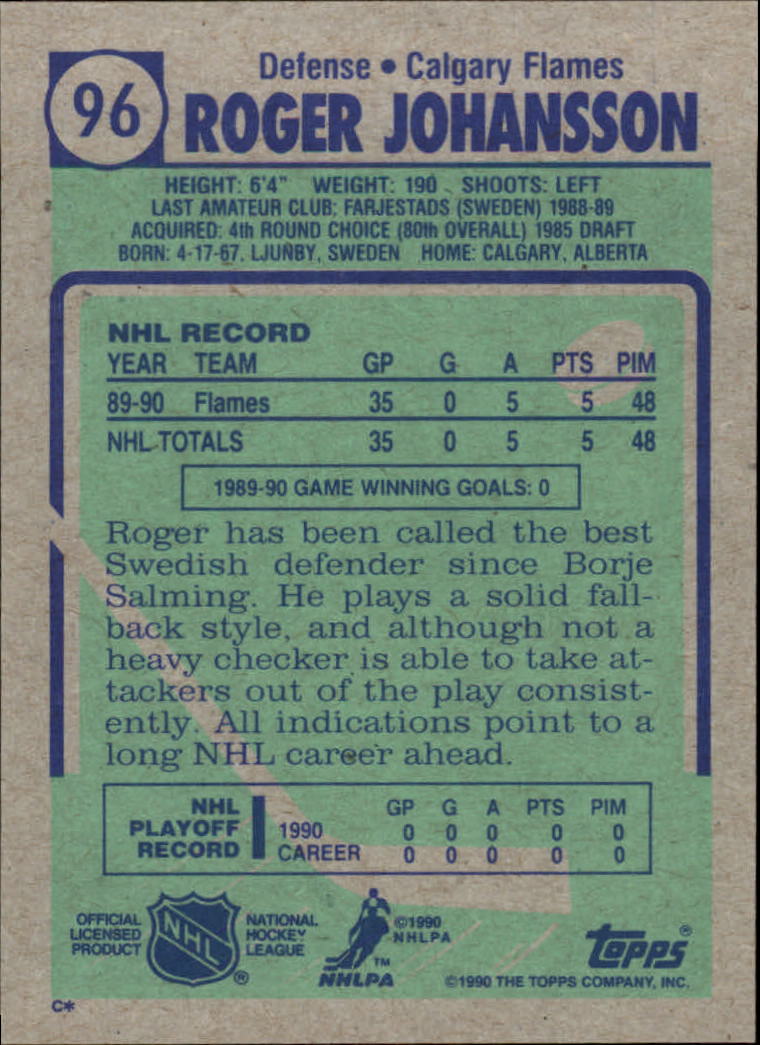 96
Defense • Calgary Flames
ROGER JOHANSSON
HEIGHT: 6'4" WEIGHT: 190 SHOOTS: LEFT
LAST AMATEUR CLUB: FARJESTADS (SWEDEN) 1988-89
ACQUIRED: 4th ROUND CHOICE (80th OVERALL) 1985 DRAFT
BORN: 4-17-67, LJUNBY, SWEDEN HOME: CALGARY, ALBERTA
NHL RECORD
YEAR TEAM GP G A PTS PIM
89-90 Flames 35 0 5 5 48
NHL TOTALS 35 0 5 5 48
1989-90 GAME WINNING GOALS: 0
Roger has been called the best
Swedish defender since Borje
Salming. He plays a solid fall-
back style, and although not a
heavy checker is able to take at-
tackers out of the play consist-
ently. All indications point to a
long NHL career ahead.
NHL PLAYOFF RECORD
GP G A PTS PIM
1990 0 0 0 0 0
CAREER 0 0 0 0 0
OFFICIAL
LICENSED
PRODUCT
NHL
®
NATIONAL
HOCKEY
LEAGUE
NHLPA
™
©1990
NHLPA
Topps®
©1990 THE TOPPS COMPANY, INC.
C*